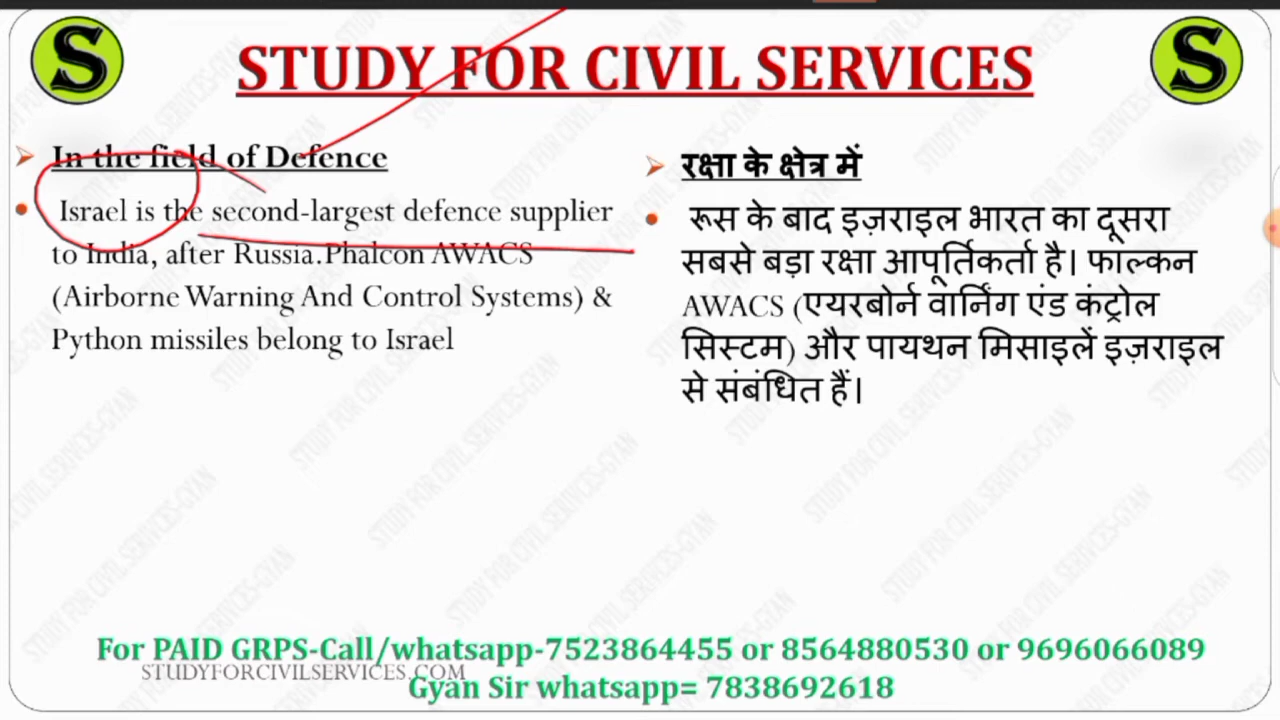 S
STUDY FOR CIVIL SERVICES
S
In the field of Defence
Israel is the second-largest defence supplier
to India, after Russia.Phalcon AWACS
(Airborne Warning And Control Systems) &
Python missiles belong to Israel
रक्षा के क्षेत्र में
रूस के बाद इज़राइल भारत का दूसरा
सबसे बड़ा रक्षा आपूर्तिकर्ता है। फाल्कन
AWACS (एयरबोर्न वार्निंग एंड कंट्रोल
सिस्टम) और पायथन मिसाइलें इज़राइल
से संबंधित हैं।
For PAID GRPS-Call/whatsapp-7523864455 or 8564880530 or 9696066089
STUDYFORCIVILSERVICES.COM
Gyan Sir whatsapp= 7838692618